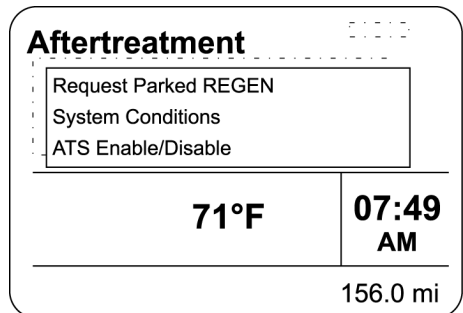 Aftertreatment
Request Parked REGEN
System Conditions
ATS Enable/Disable
71°F
07:49
AM
156.0 mi